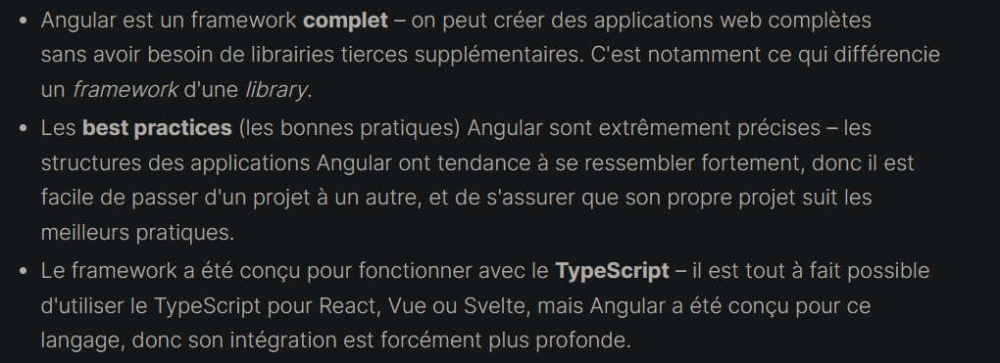 • Angular est un framework complet – on peut créer des applications web complètes
sans avoir besoin de librairies tierces supplémentaires. C'est notamment ce qui différencie
un framework d'une library.
• Les best practices (les bonnes pratiques) Angular sont extrêmement précises – les
structures des applications Angular ont tendance à se ressembler fortement, donc il est
facile de passer d'un projet à un autre, et de s'assurer que son propre projet suit les
meilleurs pratiques.
• Le framework a été conçu pour fonctionner avec le TypeScript – il est tout à fait possible
d'utiliser le TypeScript pour React, Vue ou Svelte, mais Angular a été conçu pour ce
langage, donc son intégration est forcément plus profonde.